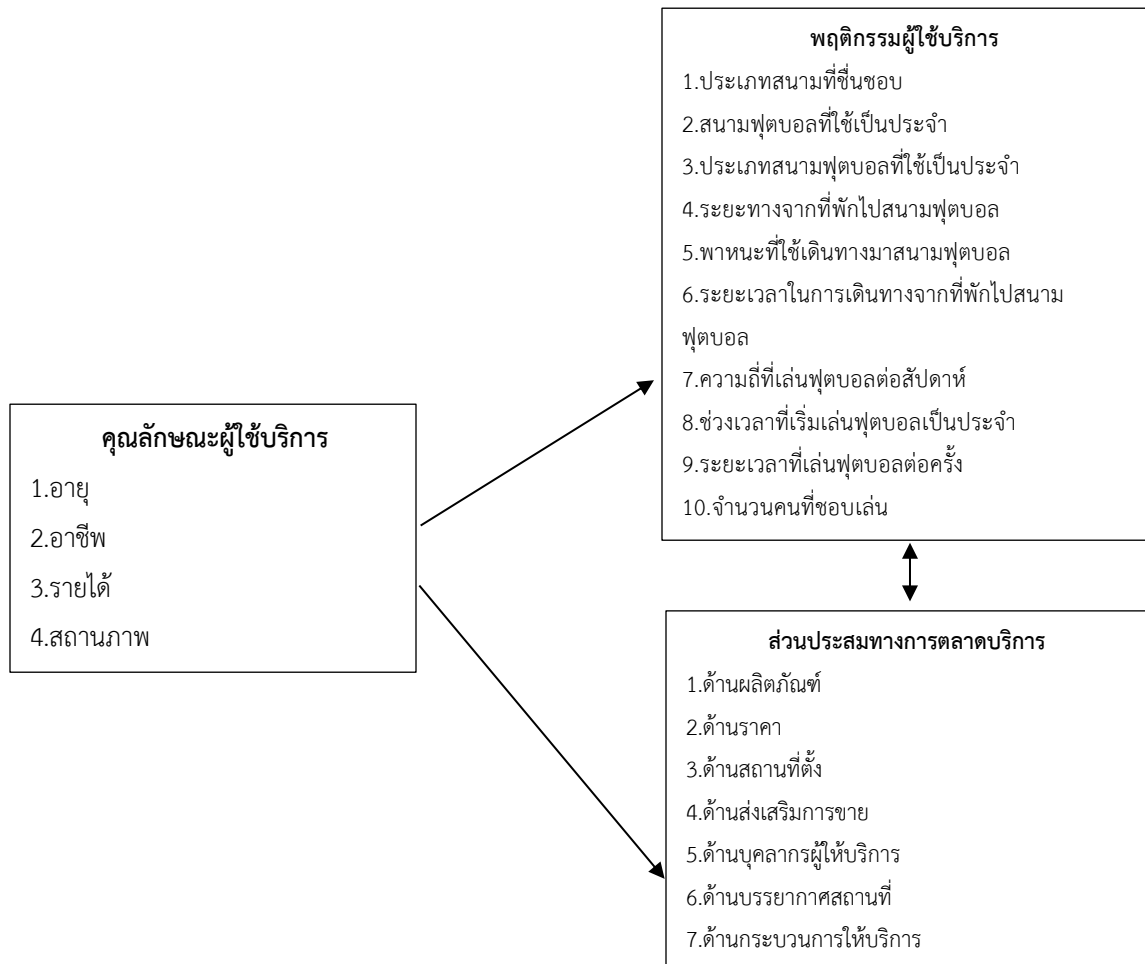 พฤติกรรมผู้ใช้บริการ
1.ประเภทสนามที่ชื่นชอบ
2.สนามฟุตบอลที่ใช้เป็นประจำ
3.ประเภทสนามฟุตบอลที่ใช้เป็นประจำ
4.ระยะทางจากที่พักไปสนามฟุตบอล
5.พาหนะที่ใช้เดินทางมาสนามฟุตบอล
6.ระยะเวลาในการเดินทางจากที่พักไปสนาม
ฟุตบอล
7.ความถี่ที่เล่นฟุตบอลต่อสัปดาห์
8.ช่วงเวลาที่เริ่มเล่นฟุตบอลเป็นประจำ
9.ระยะเวลาที่เล่นฟุตบอลต่อครั้ง
10.จำนวนคนที่ชอบเล่น
คุณลักษณะผู้ใช้บริการ
1.อายุ
2.อาชีพ
3.รายได้
4.สถานภาพ
ส่วนประสมทางการตลาดบริการ
1.ด้านผลิตภัณฑ์
2.ด้านราคา
3.ด้านสถานที่ตั้ง
4.ด้านส่งเสริมการขาย
5.ด้านบุคลากรผู้ให้บริการ
6.ด้านบรรยากาศสถานที่
7.ด้านกระบวนการให้บริการ